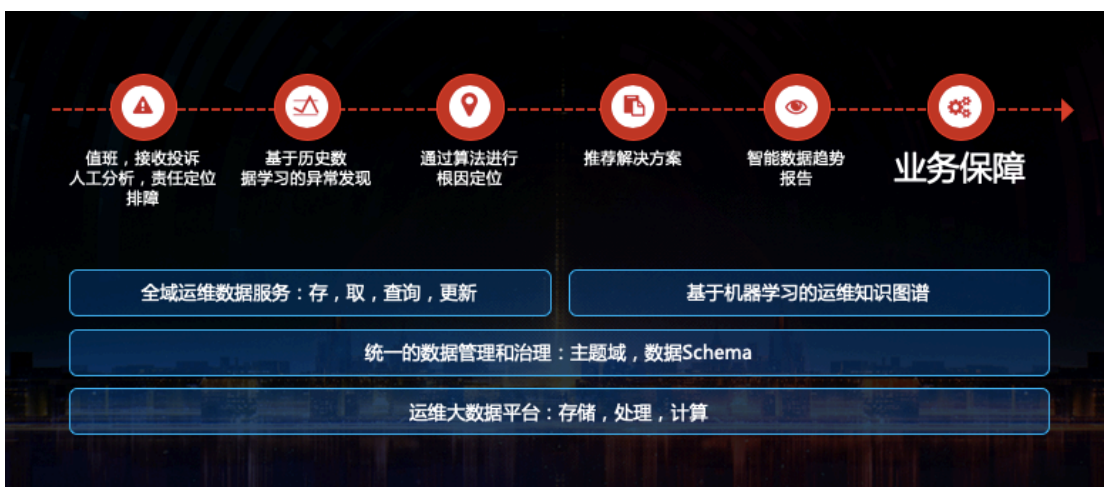 值班，接收投诉
人工分析，责任定位
排障
基于历史数
据学习的异常发现
通过算法进行
根因定位
推荐解决方案
智能数据趋势
报告
业务保障
全域运维数据服务：存，取，查询，更新
基于机器学习的运维知识图谱
统一的数据管理和治理：主题域，数据Schema
运维大数据平台：存储，处理，计算